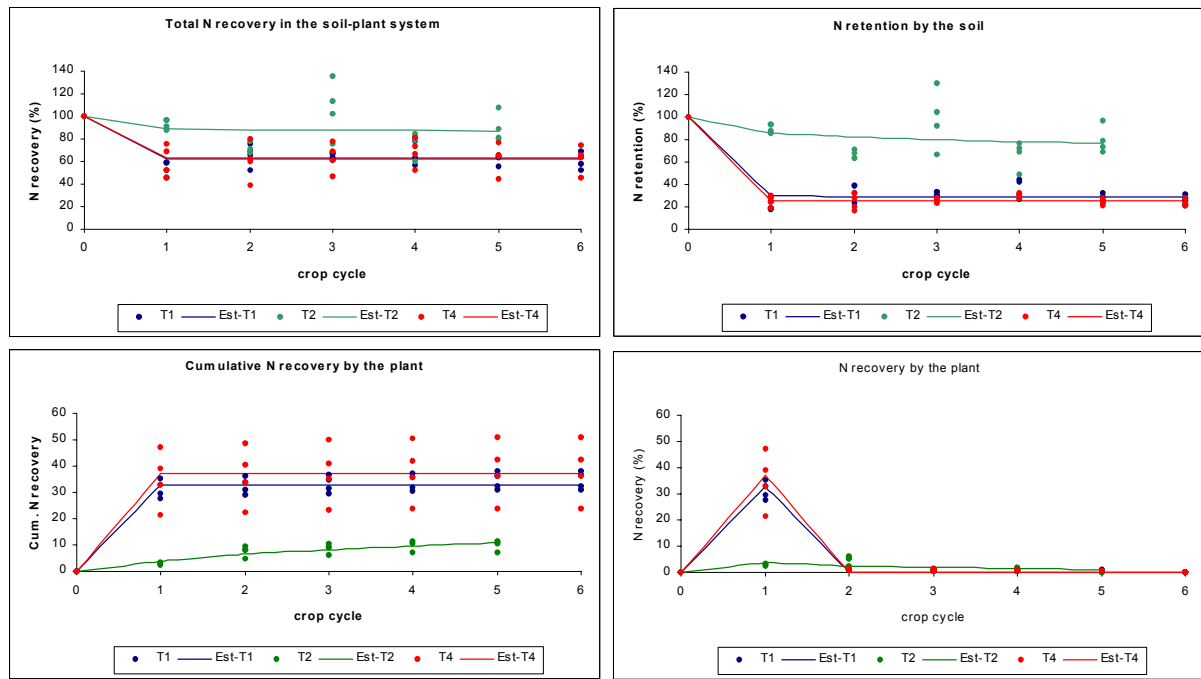 Total N recovery in the soil-plant system
N recovery (%)
140
120
100
80
60
40
20
0
0 1 2 3 4 5 6
crop cycle
T1 Est-T1 T2 Est-T2 T4 Est-T4
N retention by the soil
N retention (%)
140
120
100
80
60
40
20
0
0 1 2 3 4 5 6
crop cycle
T1 Est-T1 T2 Est-T2 T4 Est-T4
Cumulative N recovery by the plant
Cum. N recovery
60
50
40
30
20
10
0
0 1 2 3 4 5 6
crop cycle
T1 Est-T1 T2 Est-T2 T4 Est-T4
N recovery by the plant
N recovery (%)
60
50
40
30
20
10
0
0 1 2 3 4 5 6
crop cycle
T1 Est-T1 T2 Est-T2 T4 Est-T4